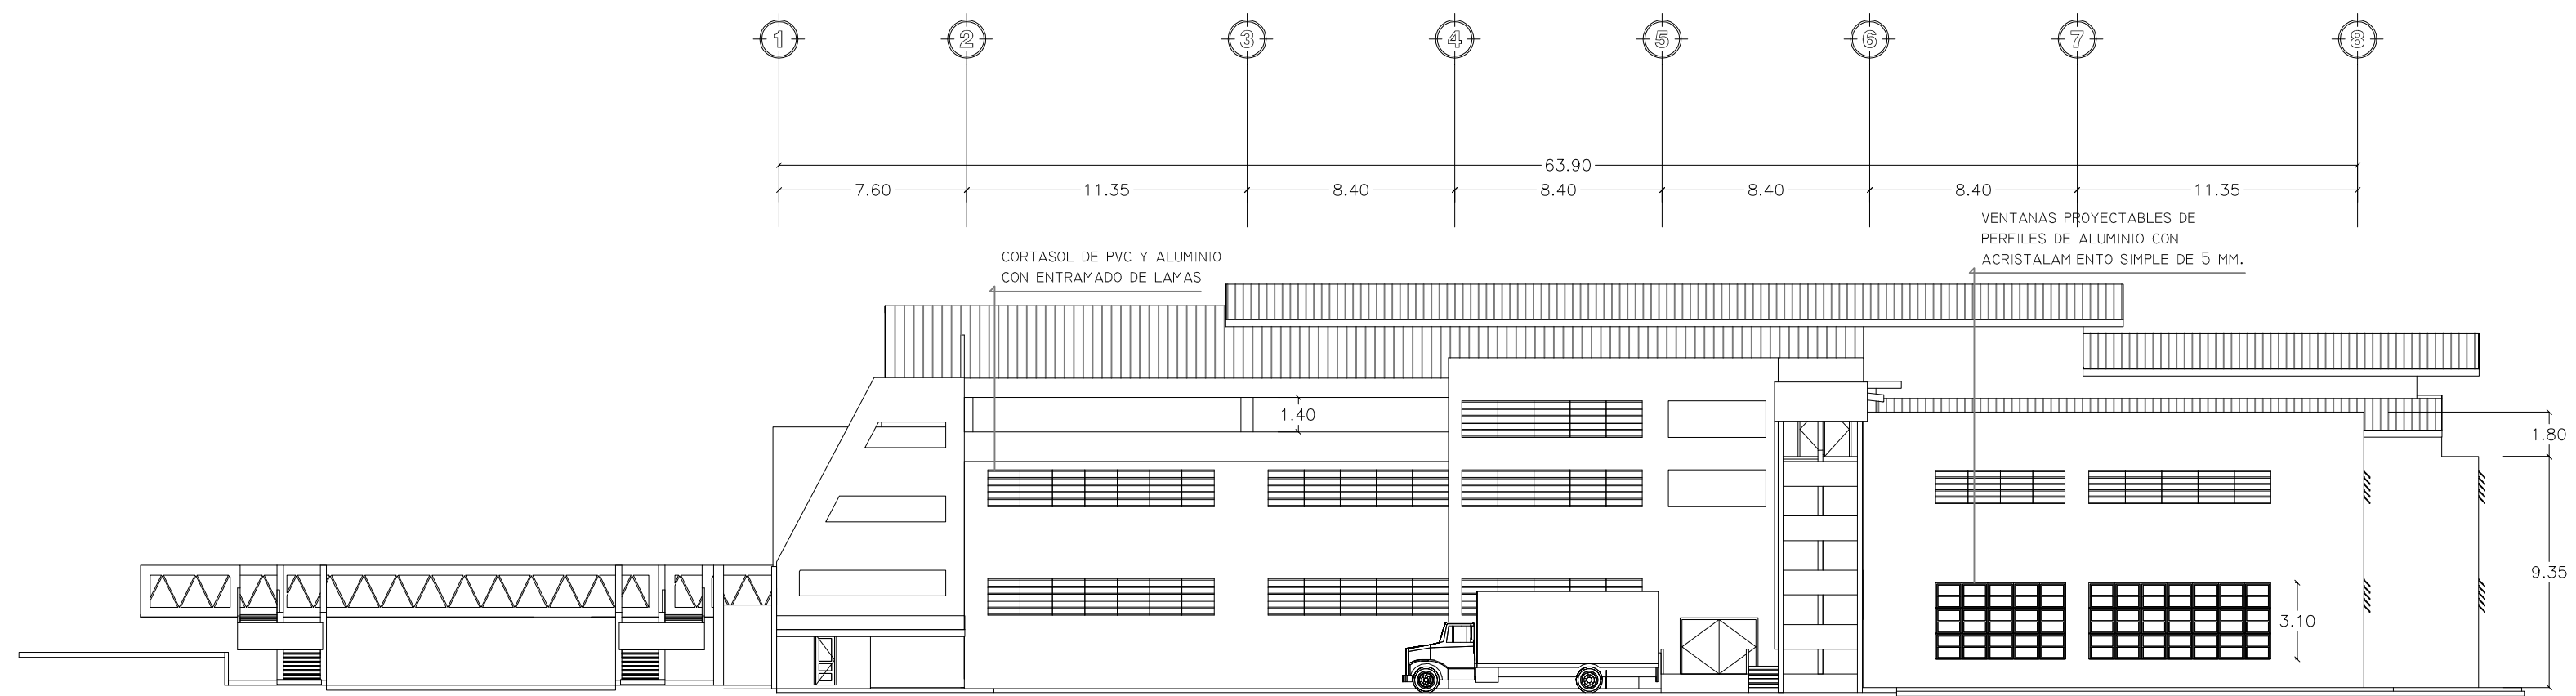 1 2 3 4 5 6 7 8
63.90
7.60 11.35 8.40 8.40 8.40 8.40 11.35
VENTANAS PROYECTABLES DE
PERFILES DE ALUMINIO CON
ACRISTALAMIENTO SIMPLE DE 5 MM.
CORTASOL DE PVC Y ALUMINIO
CON ENTRAMADO DE LAMAS
1.40
1.80
9.35
3.10